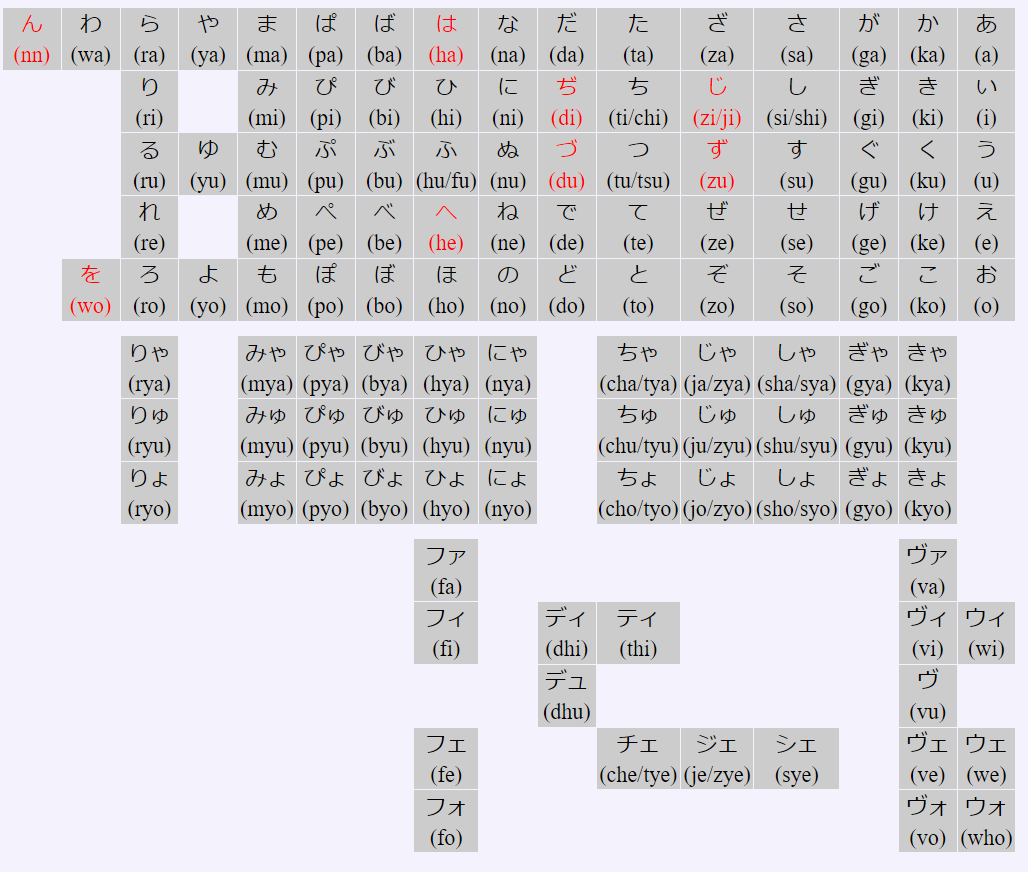 ん わ ら や ま ぱ ば は な だ た ざ さ が か あ
(nn) (wa) (ra) (ya) (ma) (pa) (ba) (ha) (na) (da) (ta) (za) (sa) (ga) (ka) (a)
り み ぴ び ひ に ぢ ち じ し ぎ き い
(ri) (mi) (pi) (bi) (hi) (ni) (di) (ti/chi) (zi/ji) (si/shi) (gi) (ki) (i)
る ゆ む ぷ ぶ ふ ぬ づ つ ず す ぐ く う
(ru) (yu) (mu) (pu) (bu) (hu/fu) (nu) (du) (tu/tsu) (zu) (su) (gu) (ku) (u)
れ め ぺ べ へ ね で て ぜ せ げ け え
(re) (me) (pe) (be) (he) (ne) (de) (te) (ze) (se) (ge) (ke) (e)
を ろ よ も ぽ ぼ ほ の ど と ぞ そ ご こ お
(wo) (ro) (yo) (mo) (po) (bo) (ho) (no) (do) (to) (zo) (so) (go) (ko) (o)
りゃ みゃ ぴゃ びゃ ひゃ にゃ ちゃ じゃ しゃ ぎゃ きゃ
(rya) (mya) (pya) (bya) (hya) (nya) (cha/tya) (ja/zya) (sha/sya) (gya) (kya)
りゅ みゅ ぴゅ びゅ ひゅ にゅ ちゅ じゅ しゅ ぎゅ きゅ
(ryu) (myu) (pyu) (byu) (hyu) (nyu) (chu/tyu) (ju/zyu) (shu/syu) (gyu) (kyu)
りょ みょ ぴょ びょ ひょ にょ ちょ じょ しょ ぎょ きょ
(ryo) (myo) (pyo) (byo) (hyo) (nyo) (cho/tyo) (jo/zyo) (sho/syo) (gyo) (kyo)
ファ ヴァ
(fa) (va)
フィ ディ ティ ヴィ ウィ
(fi) (dhi) (thi) (vi) (wi)
デュ ヴ
(dhu) (vu)
フェ チェ ジェ シェ ヴェ ウェ
(fe) (che/tye) (je/zye) (sye) (ve) (we)
フォ ヴォ ウォ
(fo) (vo) (who)